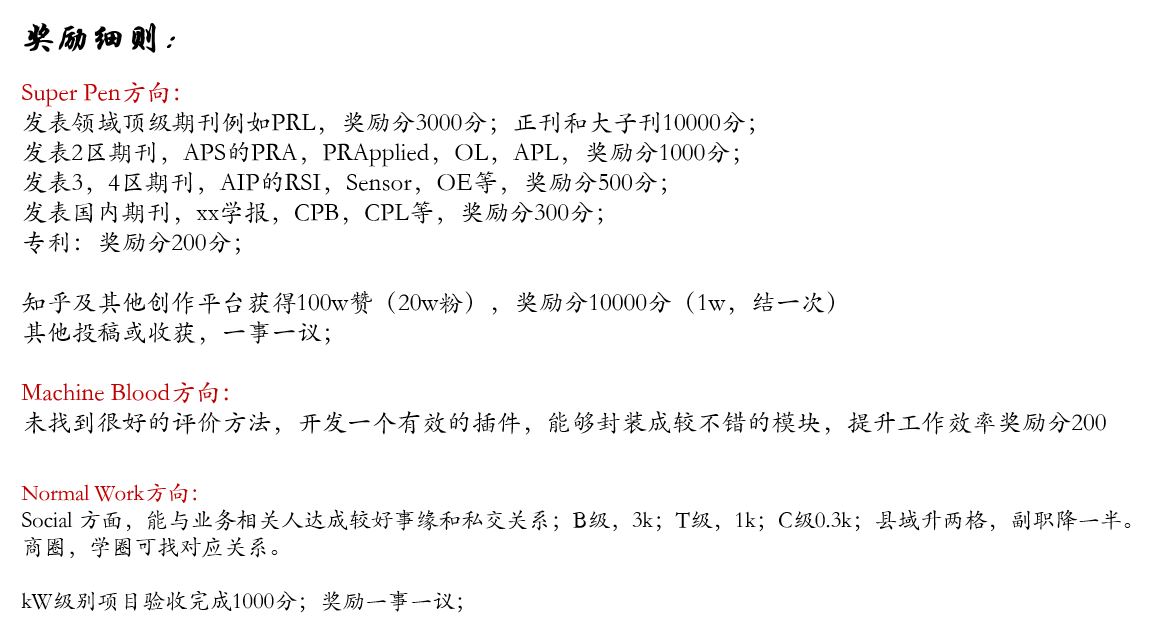 奖励细则：
Super Pen方向：
发表领域顶级期刊例如PRL，奖励分3000分；正刊和大子刊10000分；
发表2区期刊，APS的PRA，PRApplied，OL，APL，奖励分1000分；
发表3，4区期刊，AIP的RSI，Sensor，OE等，奖励分500分；
发表国内期刊，xx学报，CPB，CPL等，奖励分300分；
专利：奖励分200分；
知乎及其他创作平台获得100w赞（20w粉），奖励分10000分（1w，结一次）
其他投稿或收获，一事一议；
Machine Blood方向：
未找到很好的评价方法，开发一个有效的插件，能够封装成较不错的模块，提升工作效率奖励分200
Normal Work方向：
Social 方面，能与业务相关人达成较好事缘和私交关系；B级，3k；T级，1k；C级0.3k；县域升两格，副职降一半。
商圈，学圈可找对应关系。
kW级别项目验收完成1000分；奖励一事一议；